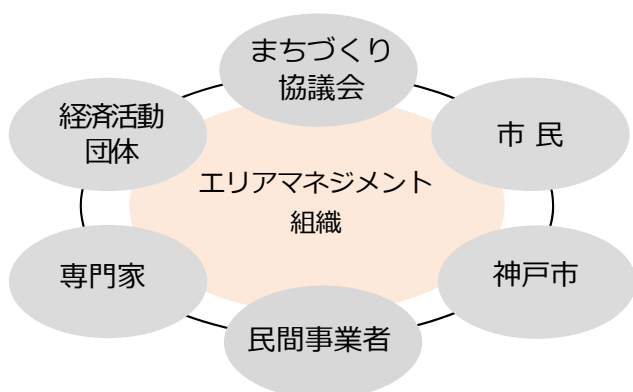 まちづくり
協議会
経済活動
団体
市 民
エリアマネジメント
組織
専門家
神戸市
民間事業者